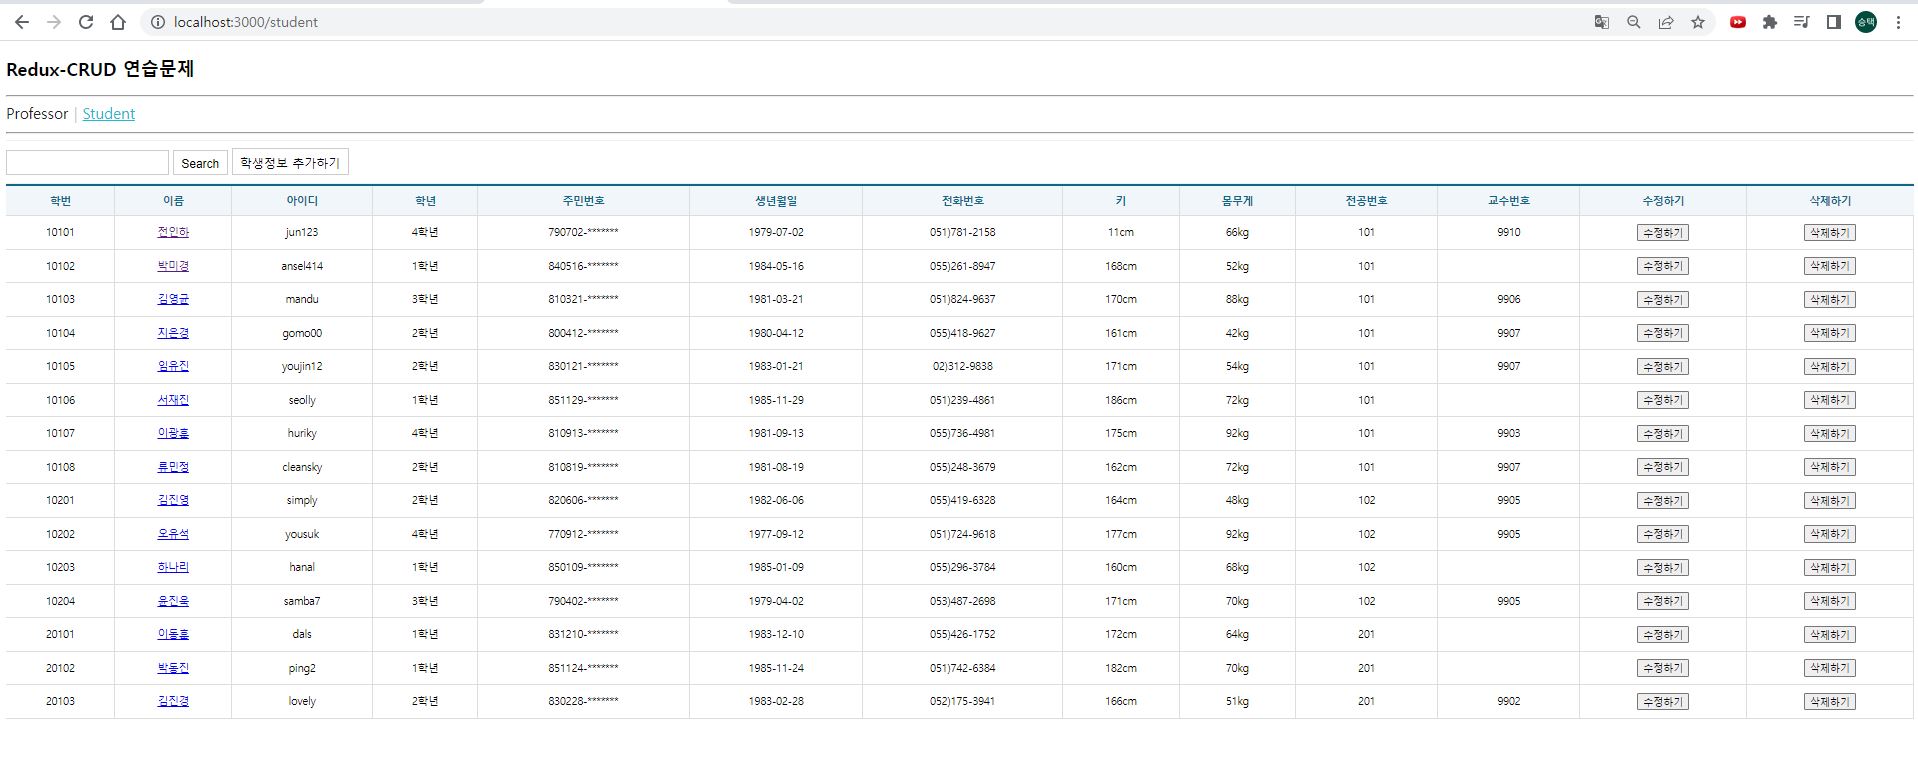 localhost:3000/student
승택
Redux-CRUD 연습문제
Professor | Student
Search 학생정보 추가하기
학번 이름 아이디 학년 주민번호 생년월일 전화번호 키 몸무게 전공번호 교수번호 수정하기 삭제하기
10101 전인하 jun123 4학년 790702-******* 1979-07-02 051)781-2158 11cm 66kg 101 9910 수정하기 삭제하기
10102 박미경 ansel414 1학년 840516-******* 1984-05-16 055)261-8947 168cm 52kg 101 수정하기 삭제하기
10103 김영균 mandu 3학년 810321-******* 1981-03-21 051)824-9637 170cm 88kg 101 9906 수정하기 삭제하기
10104 지은경 gomo00 2학년 800412-******* 1980-04-12 055)418-9627 161cm 42kg 101 9907 수정하기 삭제하기
10105 임유진 youjin12 2학년 830121-******* 1983-01-21 02)312-9838 171cm 54kg 101 9907 수정하기 삭제하기
10106 서재진 seolly 1학년 851129-******* 1985-11-29 051)239-4861 186cm 72kg 101 수정하기 삭제하기
10107 이광훈 huriky 4학년 810913-******* 1981-09-13 055)736-4981 175cm 92kg 101 9903 수정하기 삭제하기
10108 류민정 cleansky 2학년 810819-******* 1981-08-19 055)248-3679 162cm 72kg 101 9907 수정하기 삭제하기
10201 김진영 simply 2학년 820606-******* 1982-06-06 055)419-6328 164cm 48kg 102 9905 수정하기 삭제하기
10202 오유석 yousuk 4학년 770912-******* 1977-09-12 051)724-9618 177cm 92kg 102 9905 수정하기 삭제하기
10203 하나리 hanal 1학년 850109-******* 1985-01-09 055)296-3784 160cm 68kg 102 수정하기 삭제하기
10204 윤진욱 samba7 3학년 790402-******* 1979-04-02 053)487-2698 171cm 70kg 102 9905 수정하기 삭제하기
20101 이동훈 dals 1학년 831210-******* 1983-12-10 055)426-1752 172cm 64kg 201 수정하기 삭제하기
20102 박동진 ping2 1학년 851124-******* 1985-11-24 051)742-6384 182cm 70kg 201 수정하기 삭제하기
20103 김진경 lovely 2학년 830228-******* 1983-02-28 052)175-3941 166cm 51kg 201 9902 수정하기 삭제하기